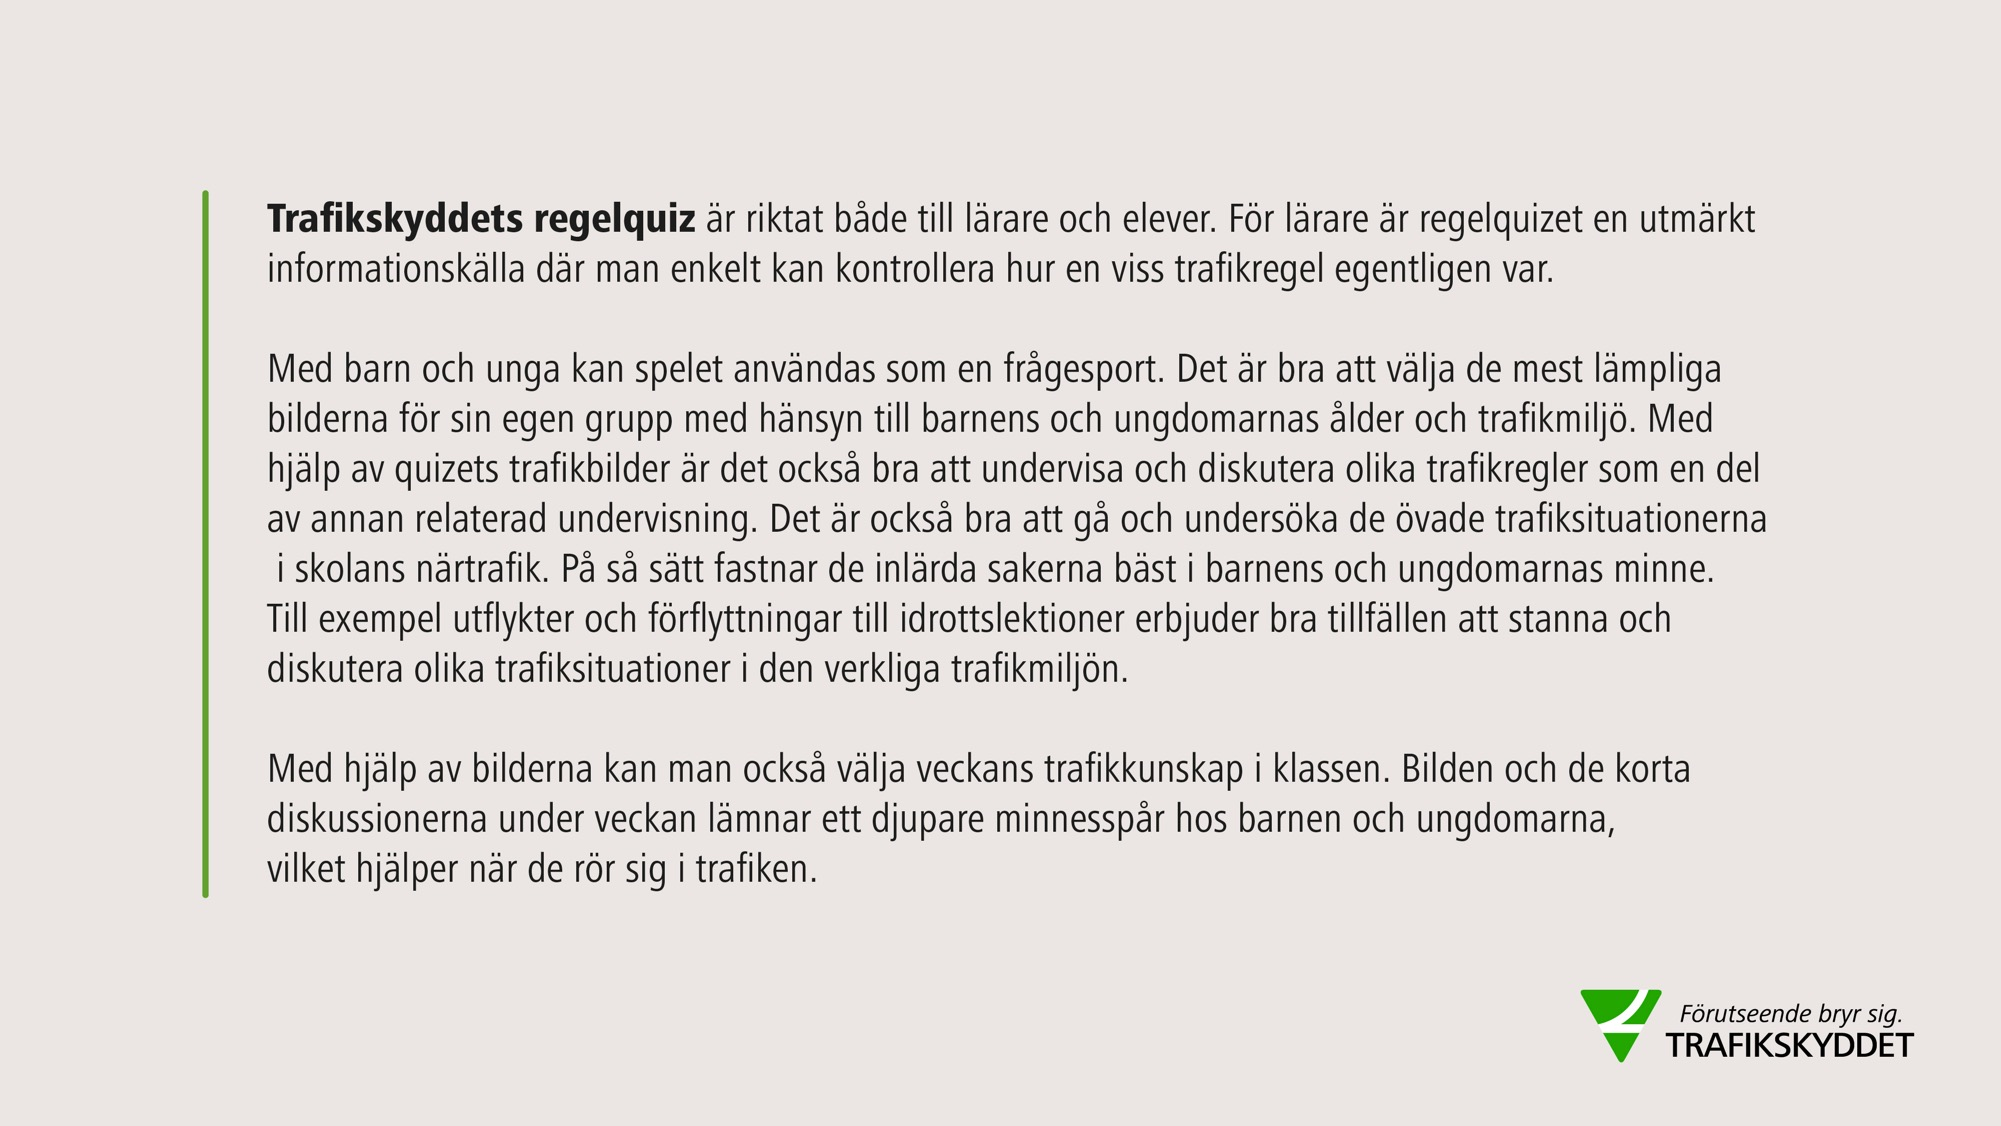 Trafikskyddets regelquiz är riktat både till lärare och elever. För lärare är regelquizet en utmärkt
informationskälla där man enkelt kan kontrollera hur en viss trafikregel egentligen var.
Med barn och unga kan spelet användas som en frågesport. Det är bra att välja de mest lämpliga
bilderna för sin egen grupp med hänsyn till barnens och ungdomarnas ålder och trafikmiljö. Med
hjälp av quizets trafikbilder är det också bra att undervisa och diskutera olika trafikregler som en del
av annan relaterad undervisning. Det är också bra att gå och undersöka de övade trafiksituationerna
i skolans närtrafik. På så sätt fastnar de inlärda sakerna bäst i barnens och ungdomarnas minne.
Till exempel utflykter och förflyttningar till idrottslektioner erbjuder bra tillfällen att stanna och
diskutera olika trafiksituationer i den verkliga trafikmiljön.
Med hjälp av bilderna kan man också välja veckans trafikkunskap i klassen. Bilden och de korta
diskussionerna under veckan lämnar ett djupare minnesspår hos barnen och ungdomarna,
vilket hjälper när de rör sig i trafiken.
Förutseende bryr sig.
TRAFIKSKYDDET